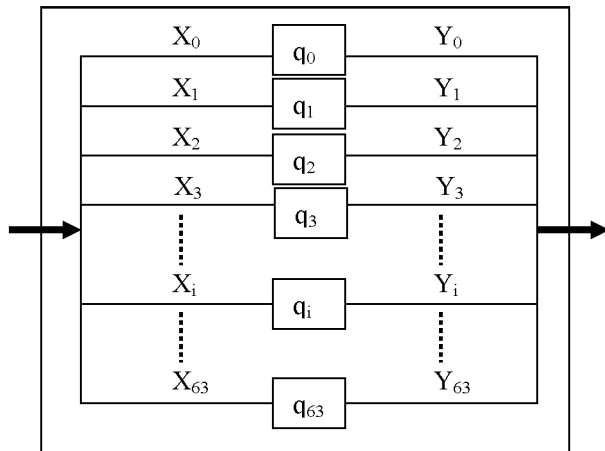 X₀ q₀ Y₀
X₁ q₁ Y₁
X₂ q₂ Y₂
X₃ q₃ Y₃
Xᵢ qᵢ Yᵢ
X₆₃ q₆₃ Y₆₃